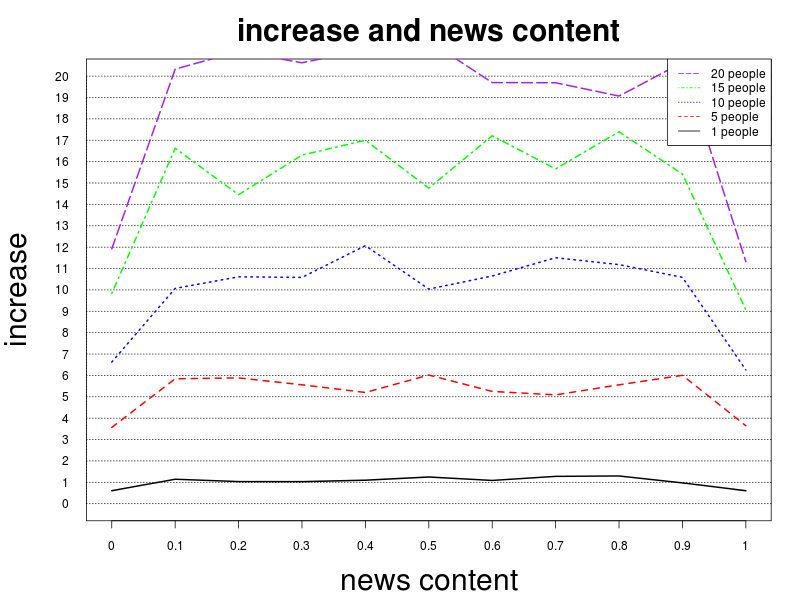 increase and news content
increase
20
19
18
17
16
15
14
13
12
11
10
9
8
7
6
5
4
3
2
1
0
20 people
15 people
10 people
5 people
1 people
0 0.1 0.2 0.3 0.4 0.5 0.6 0.7 0.8 0.9 1
news content